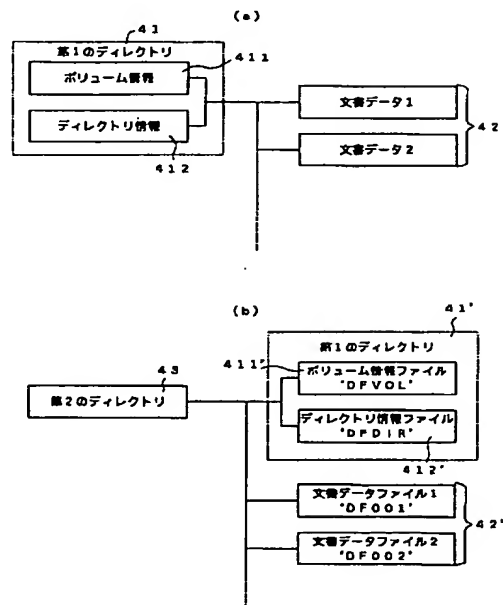 (a)
41
第1のディレクトリ
ボリューム情報
411
ディレクトリ情報
412
文書データ1
文書データ2
42
(b)
41'
第1のディレクトリ
411'
43
ボリューム情報ファイル
"DFVOL"
第2のディレクトリ
ディレクトリ情報ファイル
"DFDIR"
412'
文書データファイル1
"DF001"
文書データファイル2
"DF002"
42'